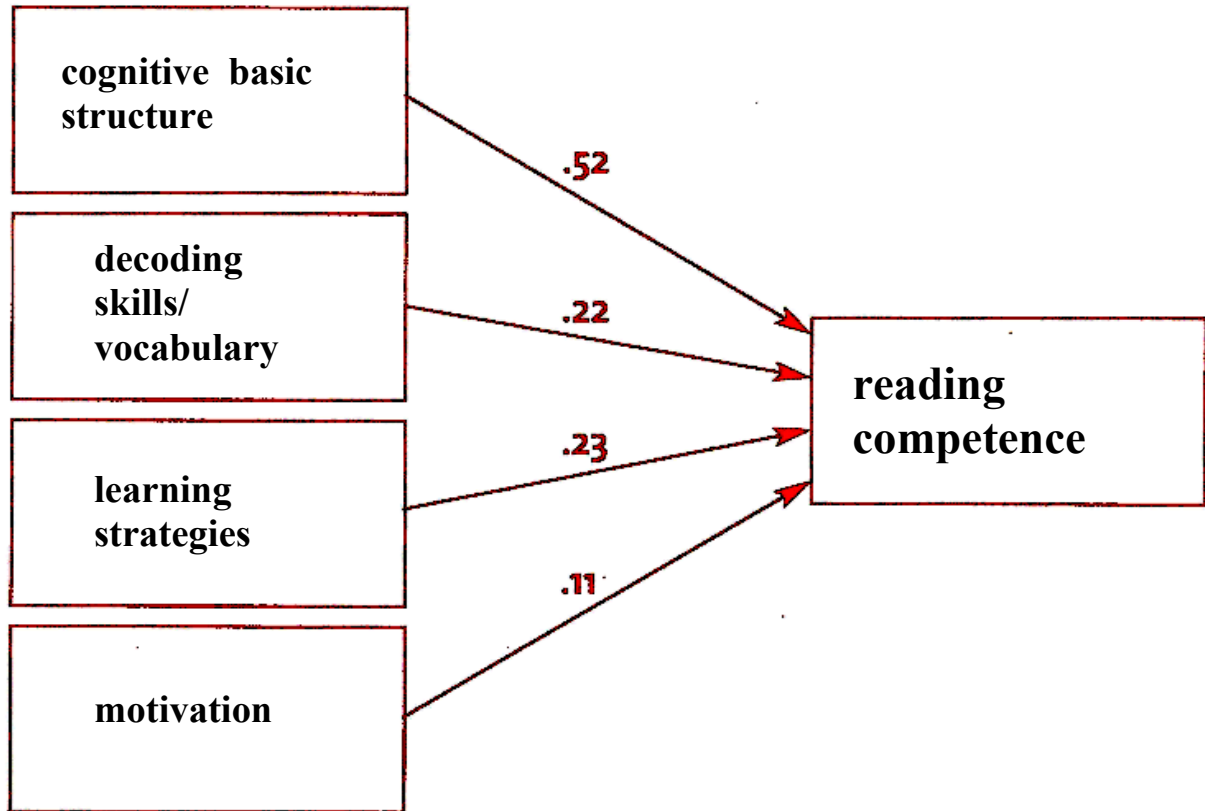 cognitive basic
structure
.52
decoding
skills/
vocabulary
.22
reading
competence
learning
strategies
.23
.11
motivation